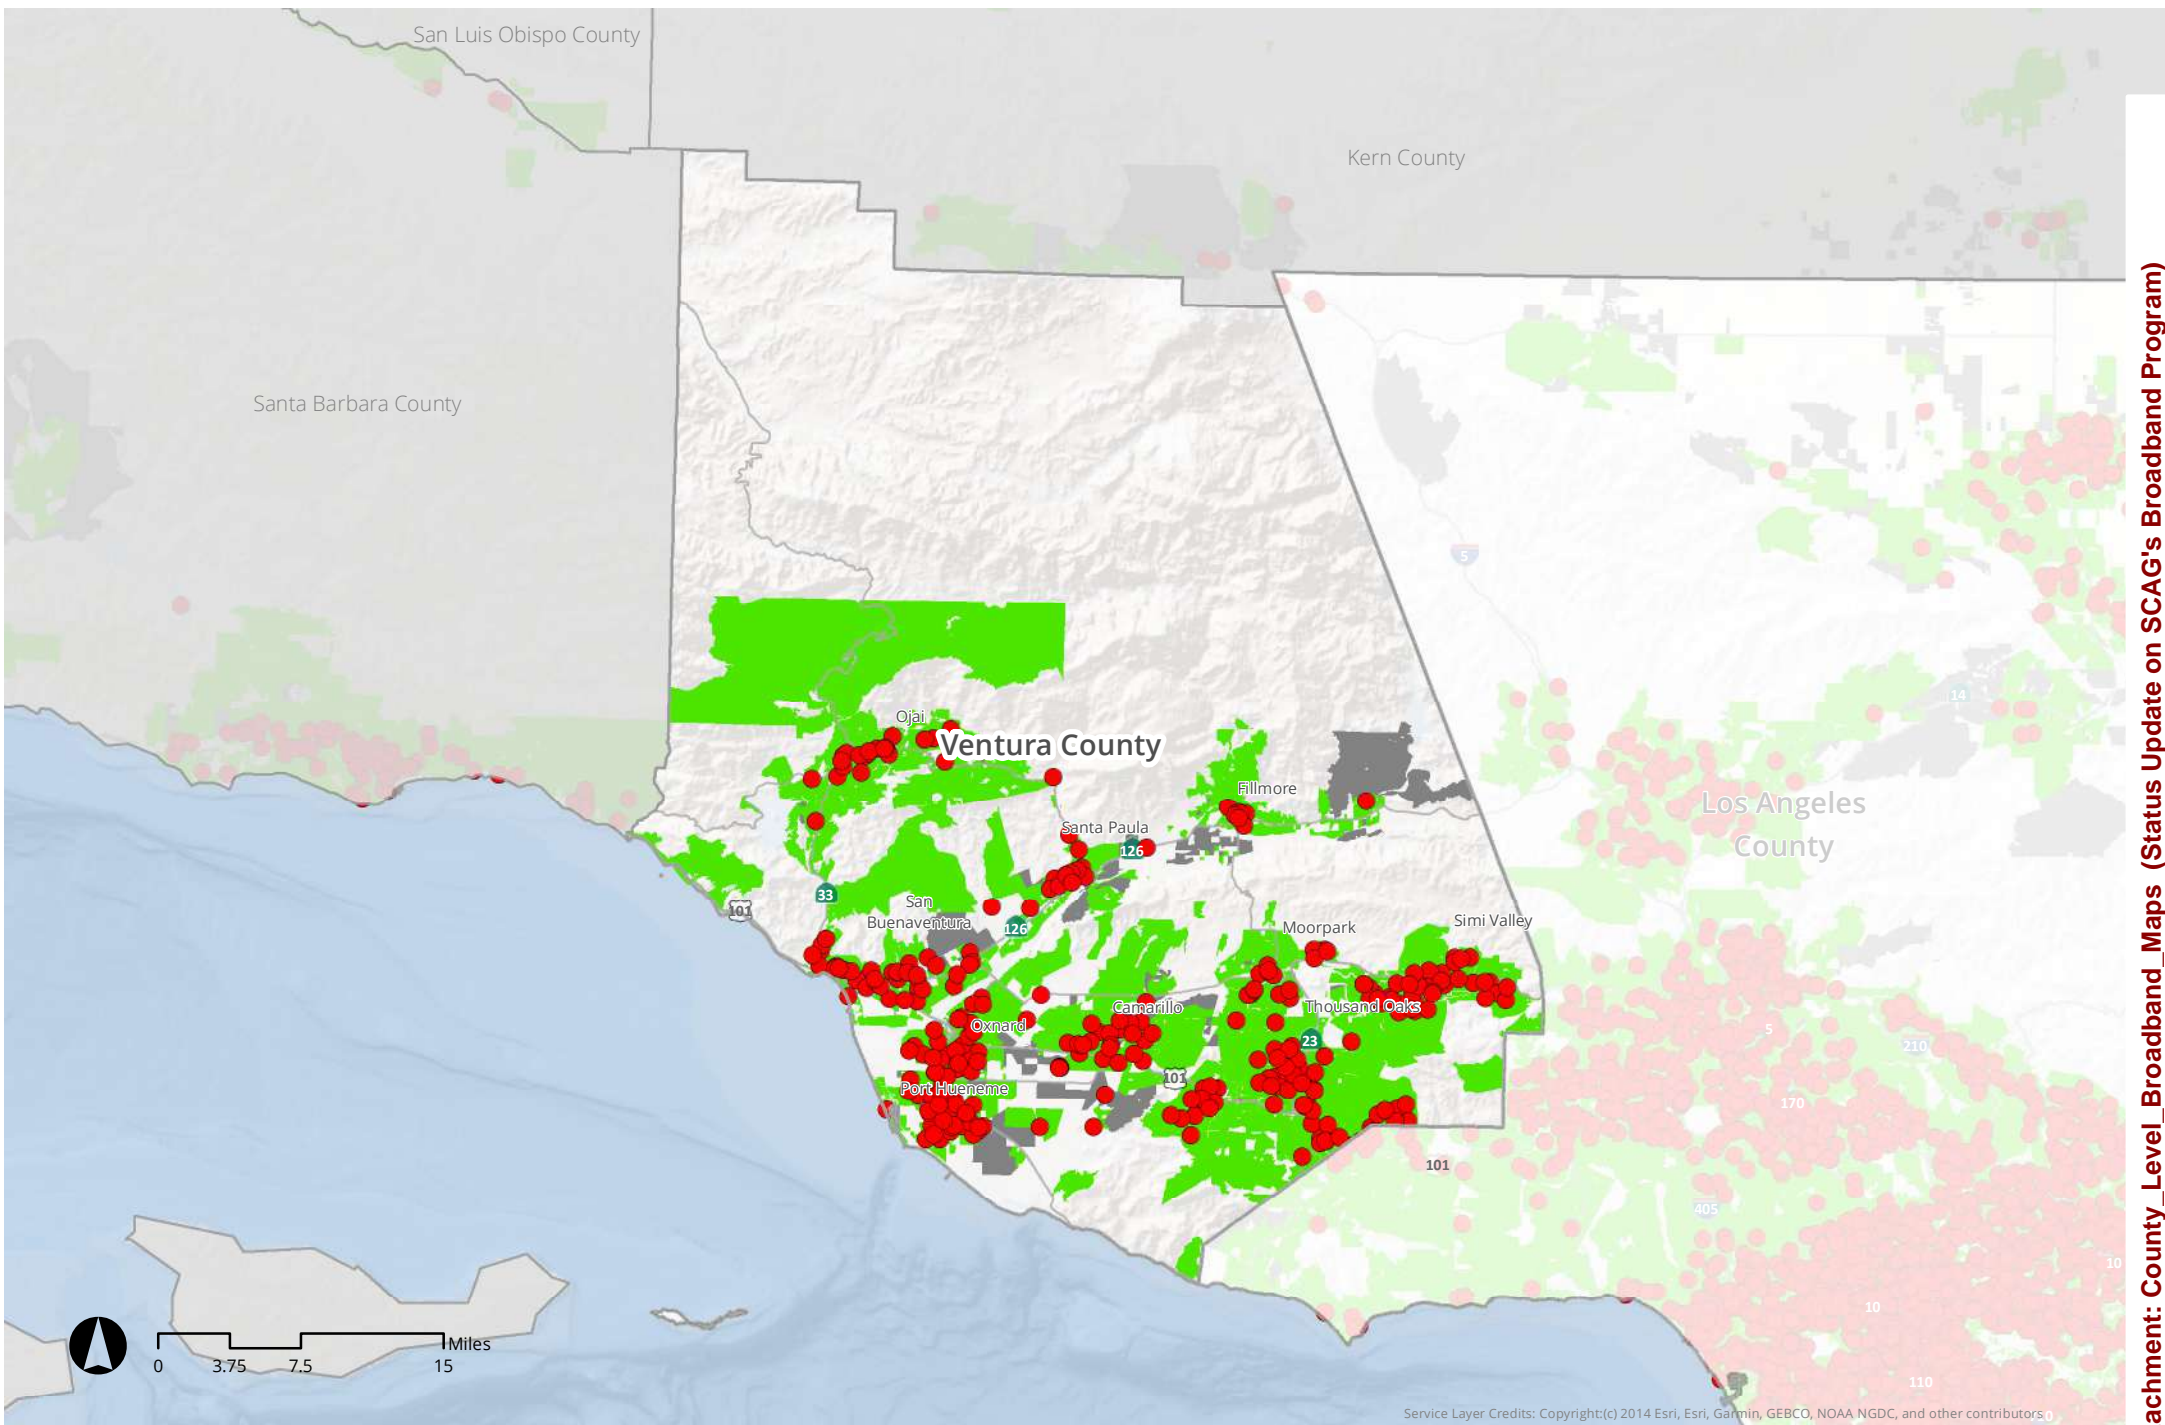 San Luis Obispo County
Kern County
Santa Barbara County
5
14
Ojai
Ventura County
Fillmore
Los Angeles
County
Santa Paula
126
33
San
Buenaventura
101
126
Moorpark
Simi Valley
Camarillo
Thousand Oaks
Oxnard
23
5
210
Port Hueneme
101
170
101
405
10
10
110
Miles
0
3.75
7.5
15
Service Layer Credits: Copyright:(c) 2014 Esri, Esri, Garmin, GEBCO, NOAA NGDC, and other contributors
achment: County_Level_Broadband_Maps (Status Update on SCAG's Broadband Program)